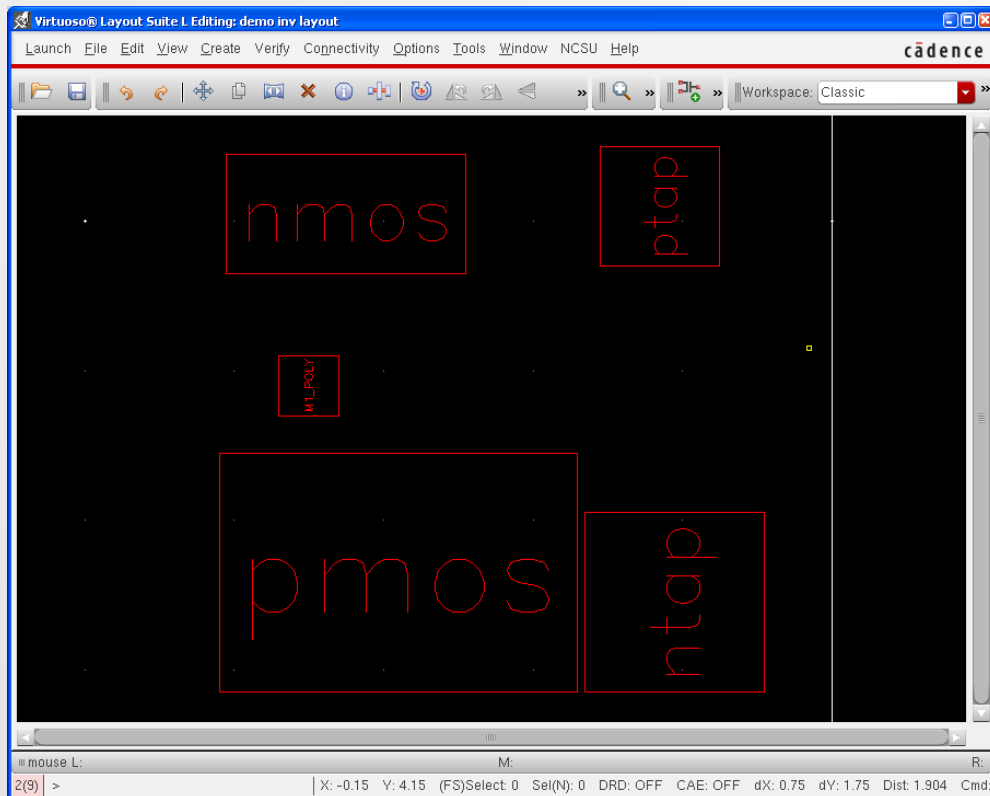 Virtuoso® Layout Suite L Editing: demo inv layout
Launch File Edit View Create Verify Connectivity Options Tools Window NCSU Help
cādence
Workspace: Classic
nmos
ptap
M1_POLY
pmos
ntap
mouse L: M: R:
2(9) > X: -0.15 Y: 4.15 (FS)Select: 0 Sel(N): 0 DRD: OFF CAE: OFF dX: 0.75 dY: 1.75 Dist: 1.904 Cmd: